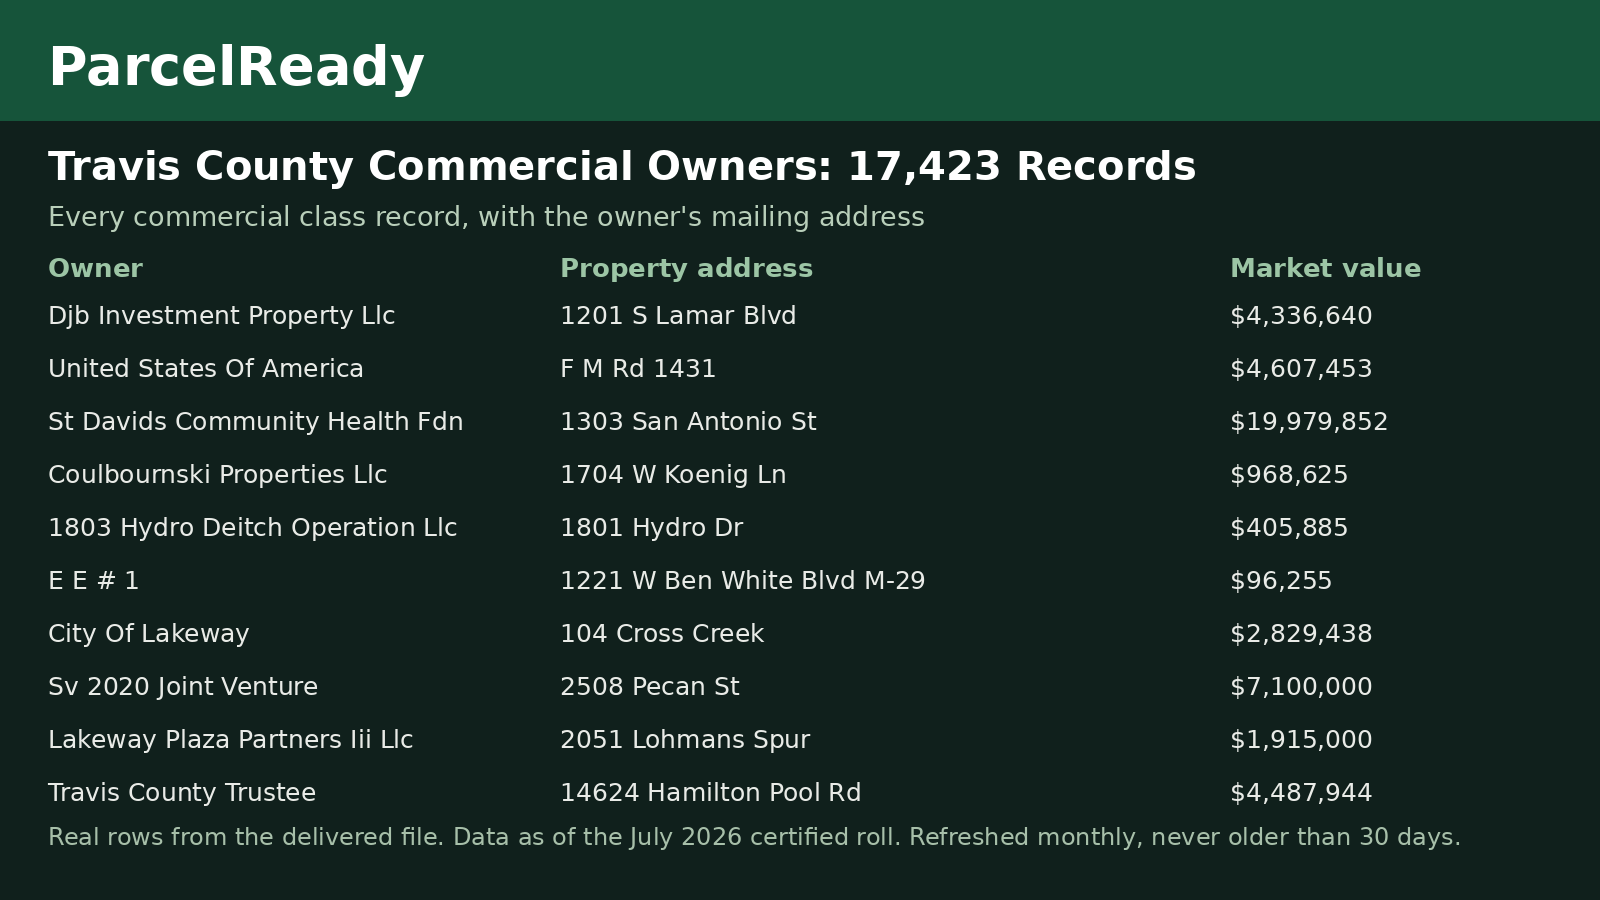 ParcelReady
Travis County Commercial Owners: 17,423 Records
Every commercial class record, with the owner's mailing address
Owner Property address Market value
Djb Investment Property Llc 1201 S Lamar Blvd $4,336,640
United States Of America F M Rd 1431 $4,607,453
St Davids Community Health Fdn 1303 San Antonio St $19,979,852
Coulbournski Properties Llc 1704 W Koenig Ln $968,625
1803 Hydro Deitch Operation Llc 1801 Hydro Dr $405,885
E E # 1 1221 W Ben White Blvd M-29 $96,255
City Of Lakeway 104 Cross Creek $2,829,438
Sv 2020 Joint Venture 2508 Pecan St $7,100,000
Lakeway Plaza Partners Iii Llc 2051 Lohmans Spur $1,915,000
Travis County Trustee 14624 Hamilton Pool Rd $4,487,944
Real rows from the delivered file. Data as of the July 2026 certified roll. Refreshed monthly, never older than 30 days.